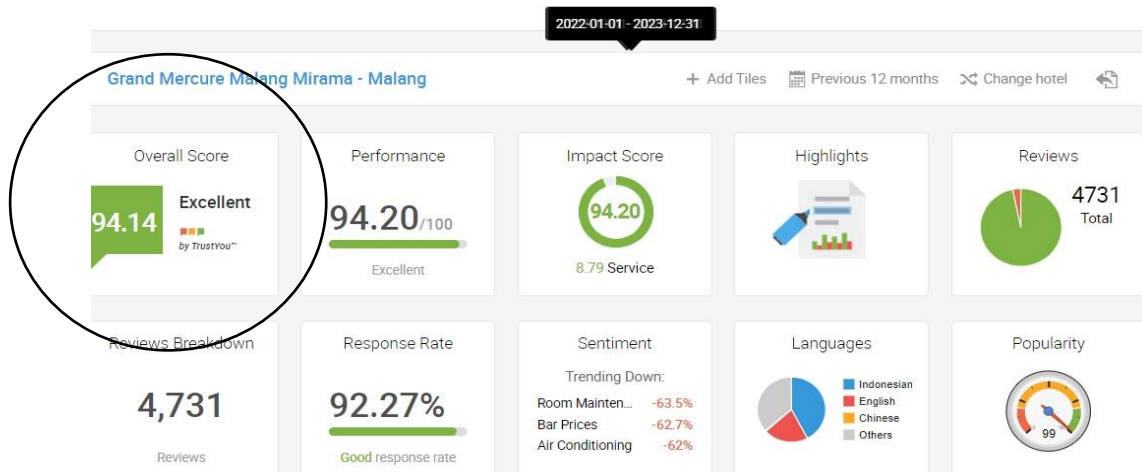 2022-01-01 - 2023-12-31
Grand Mercure Malang Mirama - Malang
+ Add Tiles
Previous 12 months
Change hotel
Overall Score
94.14
Excellent
by TrustYou™
Performance
94.20/100
Excellent
Impact Score
94.20
8.79 Service
Highlights
Reviews
4731
Total
Reviews Breakdown
4,731
Reviews
Response Rate
92.27%
Good response rate
Sentiment
Trending Down:
Room Mainten... -63.5%
Bar Prices -62.7%
Air Conditioning -62%
Languages
Indonesian
English
Chinese
Others
Popularity
99